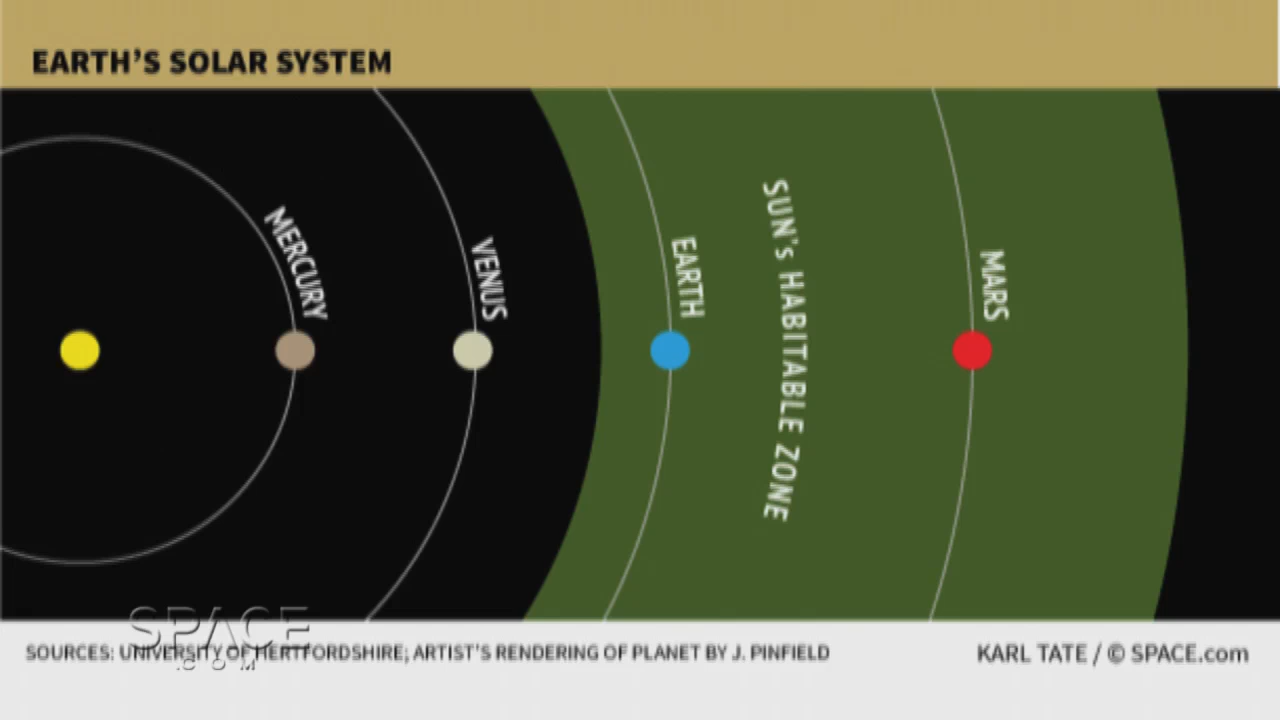 EARTH'S SOLAR SYSTEM
MERCURY
VENUS
EARTH
SUN's HABITABLE ZONE
MARS
SPACE
.COM
SOURCES: UNIVERSITY OF HERTFORDSHIRE; ARTIST'S RENDERING OF PLANET BY J. PINFIELD
KARL TATE / © SPACE.com